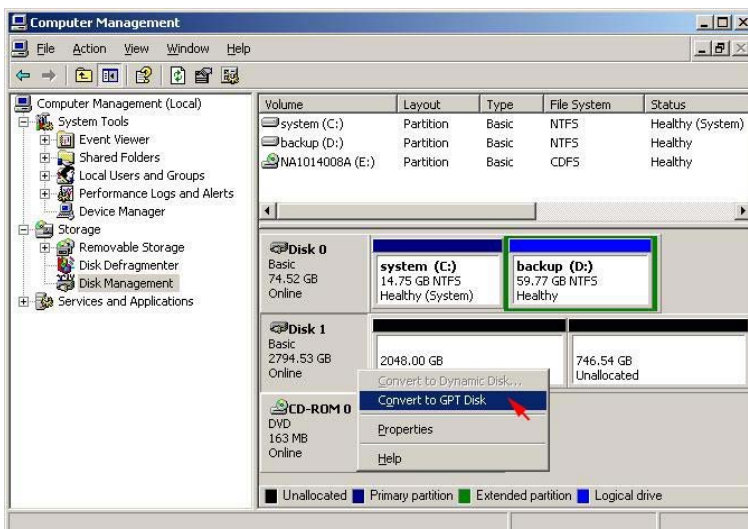 Computer Management
File Action View Window Help
Computer Management (Local)
System Tools
Event Viewer
Shared Folders
Local Users and Groups
Performance Logs and Alerts
Device Manager
Storage
Removable Storage
Disk Defragmenter
Disk Management
Services and Applications
Volume Layout Type File System Status
system (C:) Partition Basic NTFS Healthy (System)
backup (D:) Partition Basic NTFS Healthy
NA1014008A (E:) Partition Basic CDFS Healthy
Disk 0
Basic
74.52 GB
Online
system (C:)
14.75 GB NTFS
Healthy (System)
backup (D:)
59.77 GB NTFS
Healthy
Disk 1
Basic
2794.53 GB
Online
2048.00 GB
746.54 GB
Unallocated
Convert to Dynamic Disk...
Convert to GPT Disk
Properties
Help
CD-ROM 0
DVD
163 MB
Online
Unallocated Primary partition Extended partition Logical drive